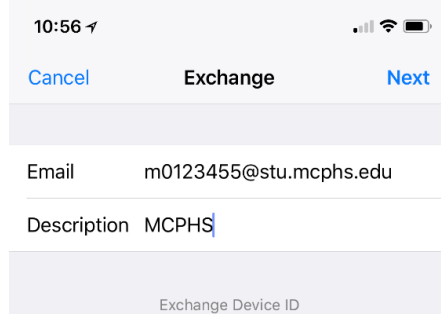 10:56
Cancel Exchange Next
Email m0123455@stu.mcphs.edu
Description MCPHS
Exchange Device ID